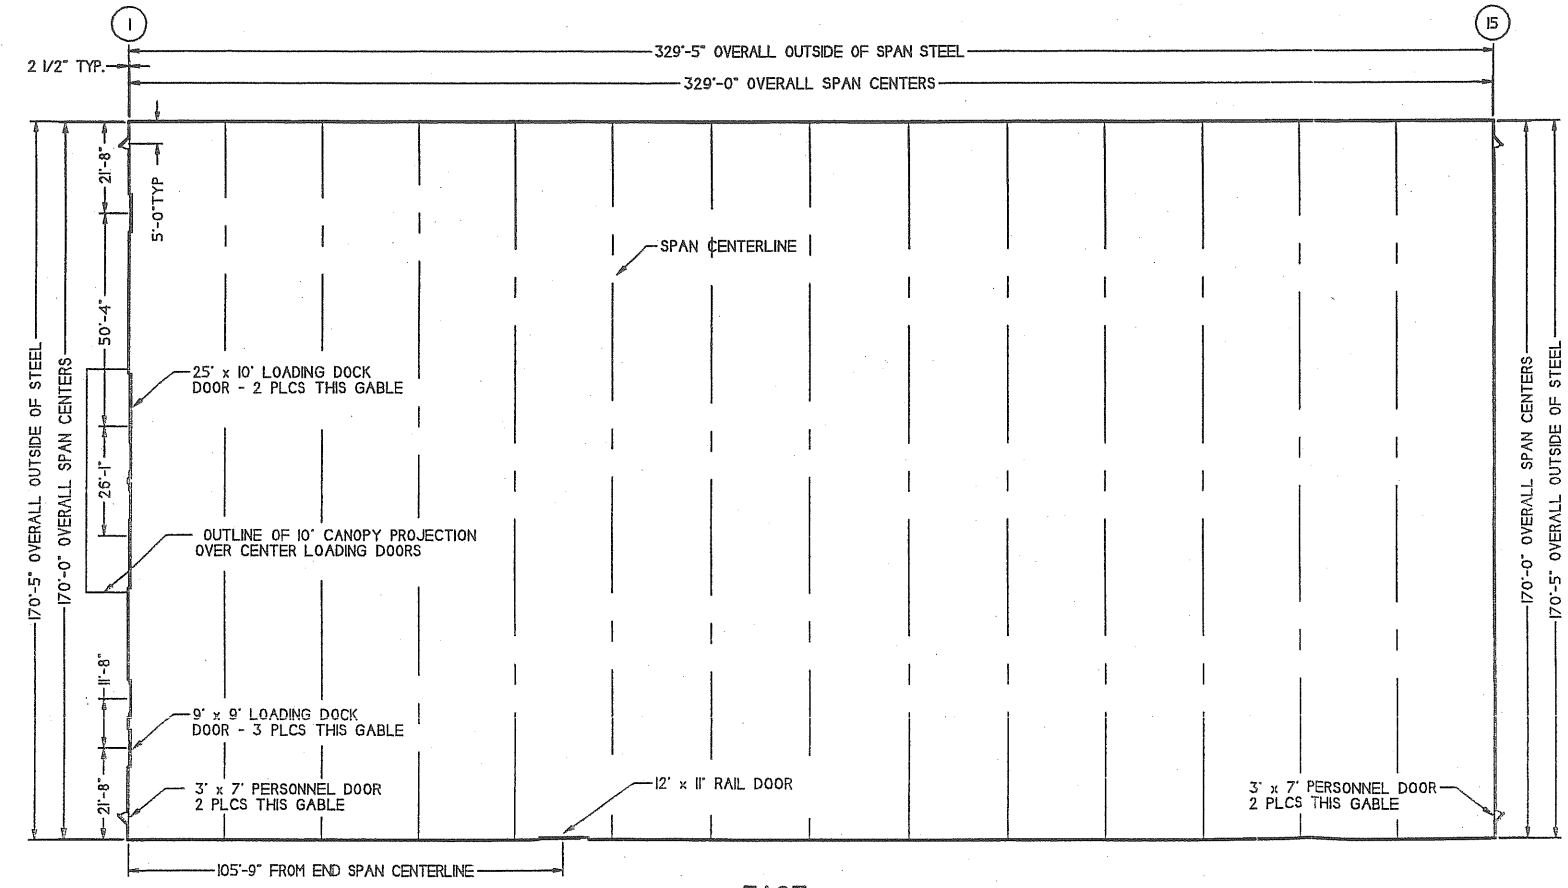 1
15
329'-5" OVERALL OUTSIDE OF SPAN STEEL
2 1/2" TYP.
329'-0" OVERALL SPAN CENTERS
21'-8"
5'-0" TYP
SPAN CENTERLINE
50'-4"
170'-5" OVERALL OUTSIDE OF STEEL
170'-0" OVERALL SPAN CENTERS
25' x 10' LOADING DOCK
DOOR - 2 PLCS THIS GABLE
26'-1"
OUTLINE OF 10' CANOPY PROJECTION
OVER CENTER LOADING DOORS
11'-8"
9' x 9' LOADING DOCK
DOOR - 3 PLCS THIS GABLE
21'-8"
3' x 7' PERSONNEL DOOR
2 PLCS THIS GABLE
12' x 11' RAIL DOOR
3' x 7' PERSONNEL DOOR
2 PLCS THIS GABLE
170'-0" OVERALL SPAN CENTERS
170'-5" OVERALL OUTSIDE OF STEEL
105'-9" FROM END SPAN CENTERLINE